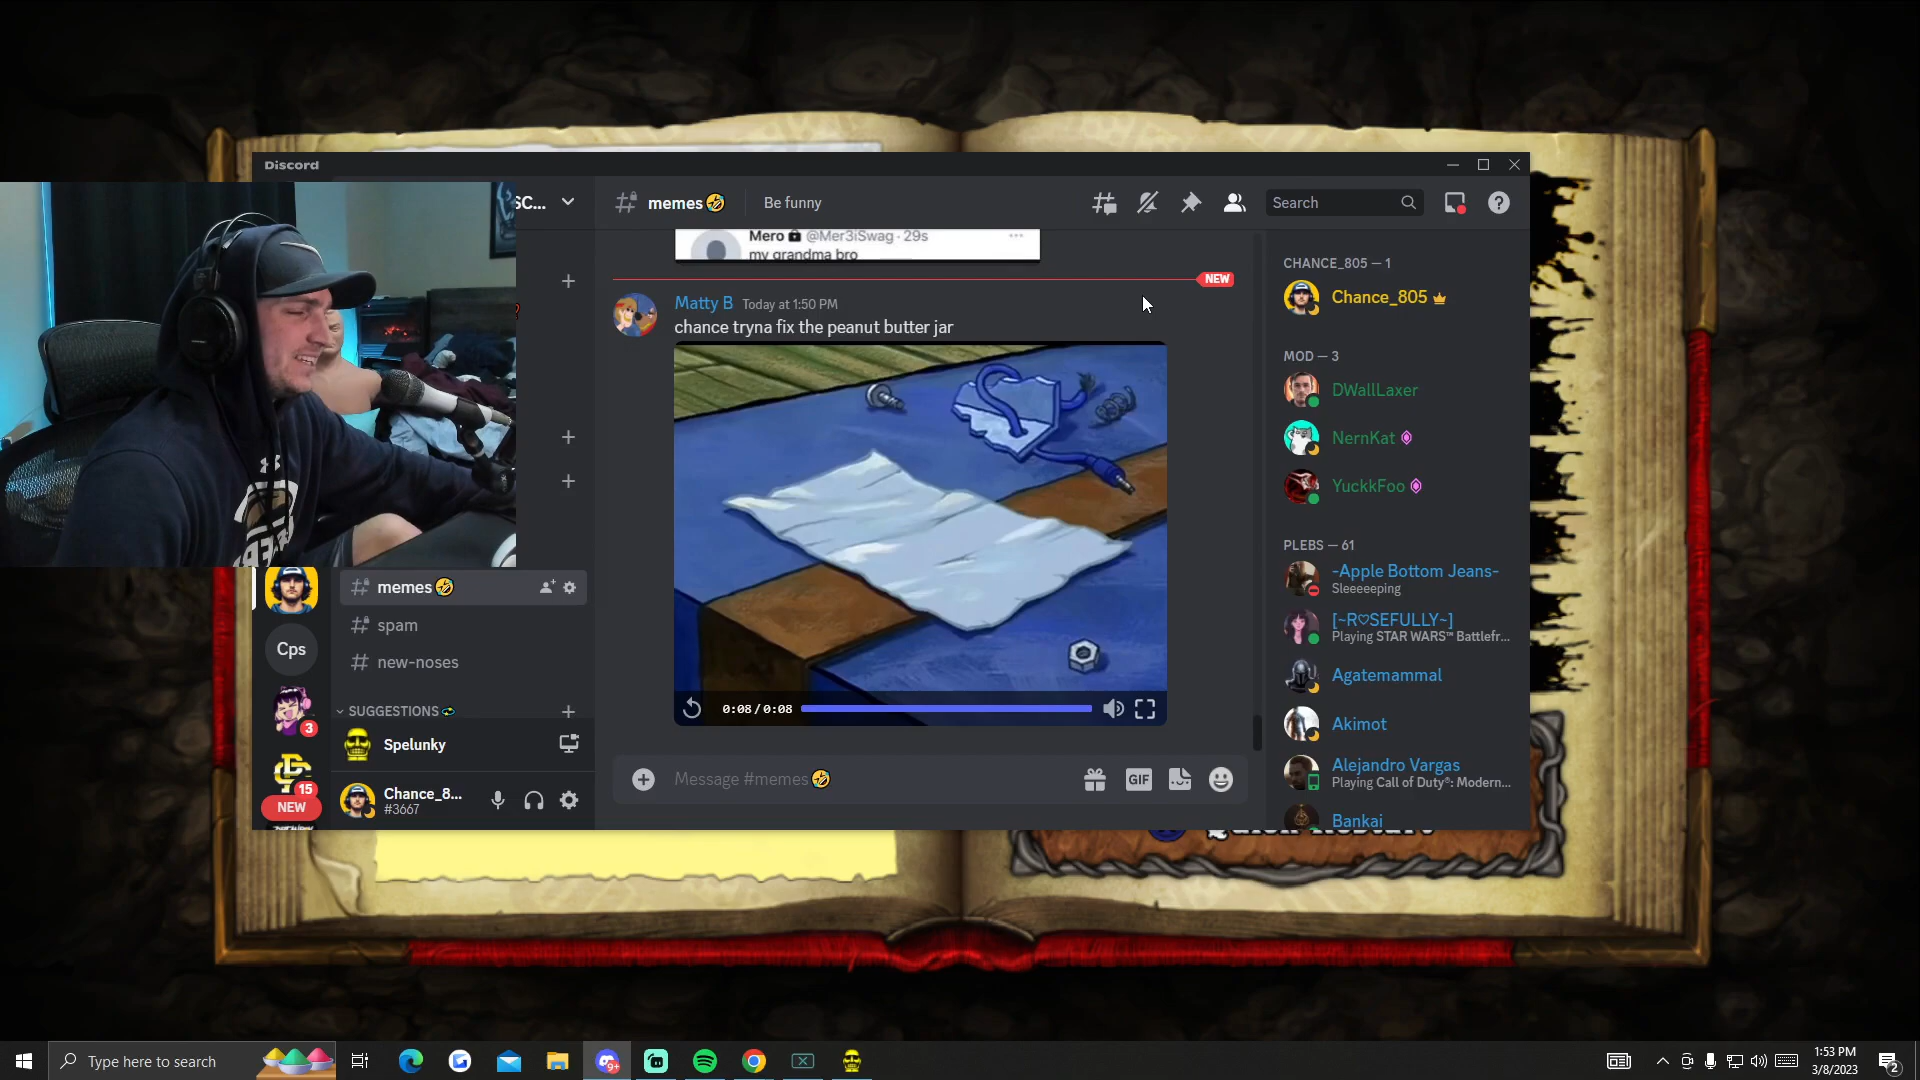 Discord
SC...
memes🤣
Be funny
Search
Mero @Mer3iSwag · 29s
my grandma bro
NEW
Matty B Today at 1:50 PM
chance tryna fix the peanut butter jar
0:08/0:08
Message #memes🤣
CHANCE_805 — 1
Chance_805
MOD — 3
DWallLaxer
NernKat
YuckkFoo
PLEBS — 61
-Apple Bottom Jeans-
Sleeeeeping
[~R♡SEFULLY~]
Playing STAR WARS™ Battlefr...
Agatemammal
Akimot
Alejandro Vargas
Playing Call of Duty®: Modern...
Bankai
memes🤣
spam
new-noses
SUGGESTIONS
Spelunky
Chance_8...
#3667
Cps
3
15
NEW
GIF
Type here to search
9+
1:53 PM
3/8/2023
2